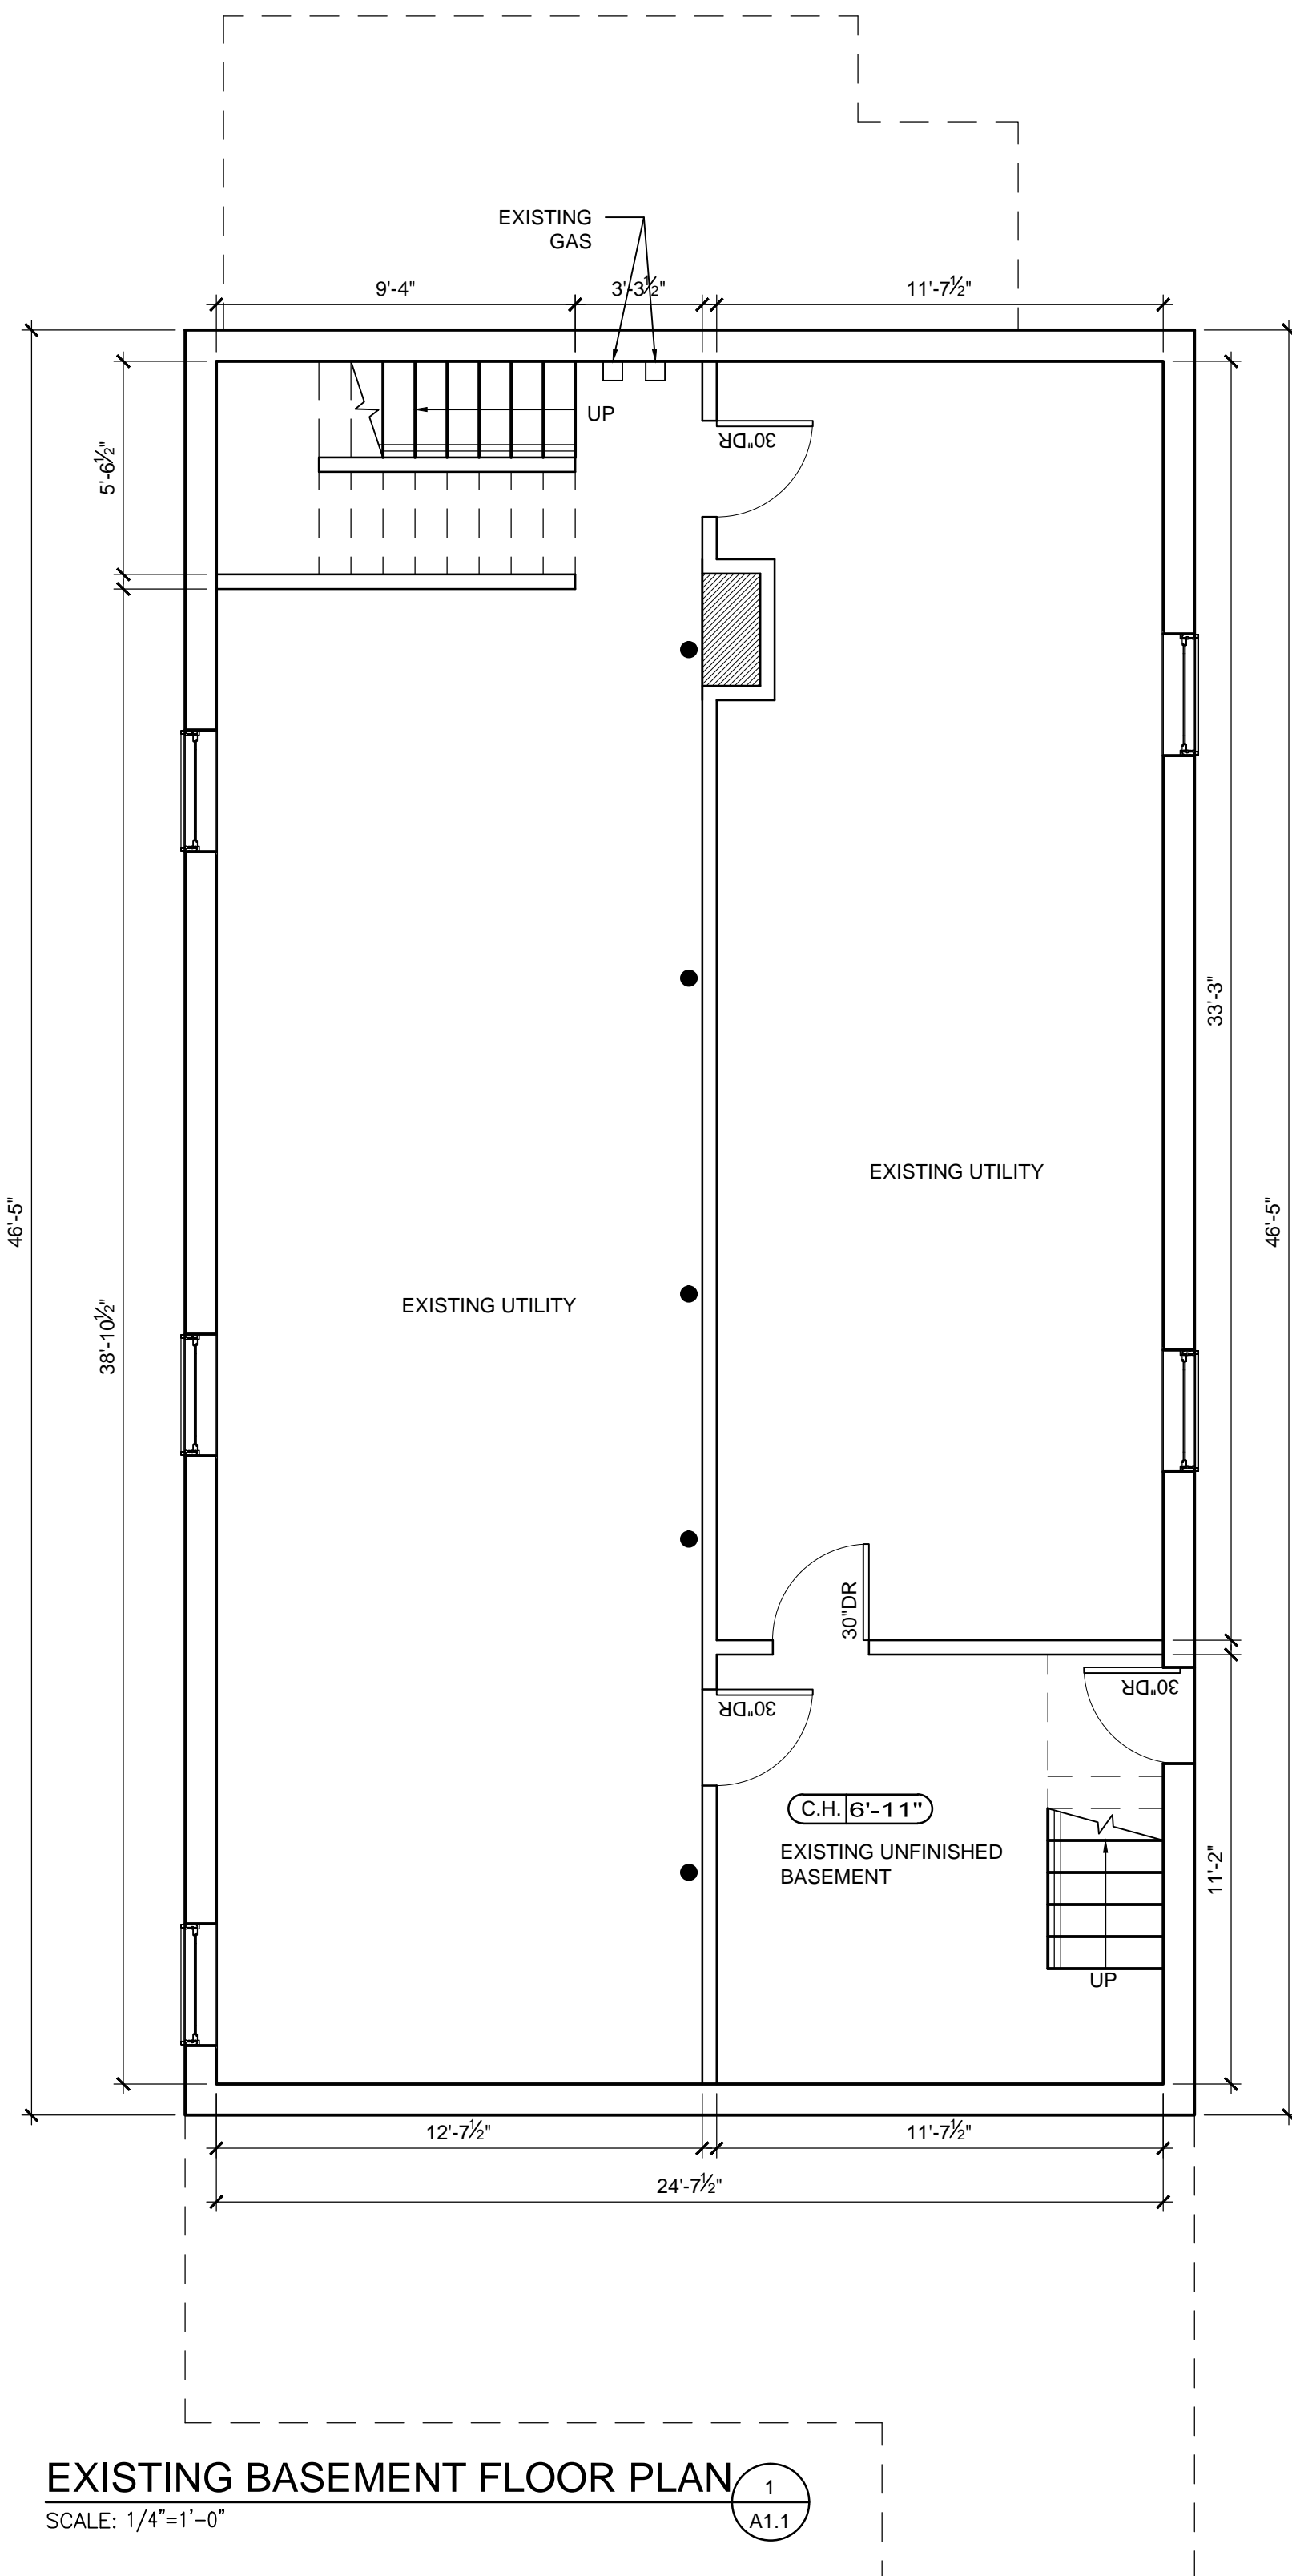 EXISTING
GAS
9'-4"
3'-3½"
11'-7½"
UP
30"DR
5'-6½"
33'-3"
EXISTING UTILITY
46'-5"
46'-5"
EXISTING UTILITY
38'-10½"
30"DR
30"DR
30"DR
C.H. 6'-11"
EXISTING UNFINISHED
BASEMENT
11'-2"
UP
12'-7½"
11'-7½"
24'-7½"
EXISTING BASEMENT FLOOR PLAN
1
A1.1
SCALE: 1/4"=1'-0"